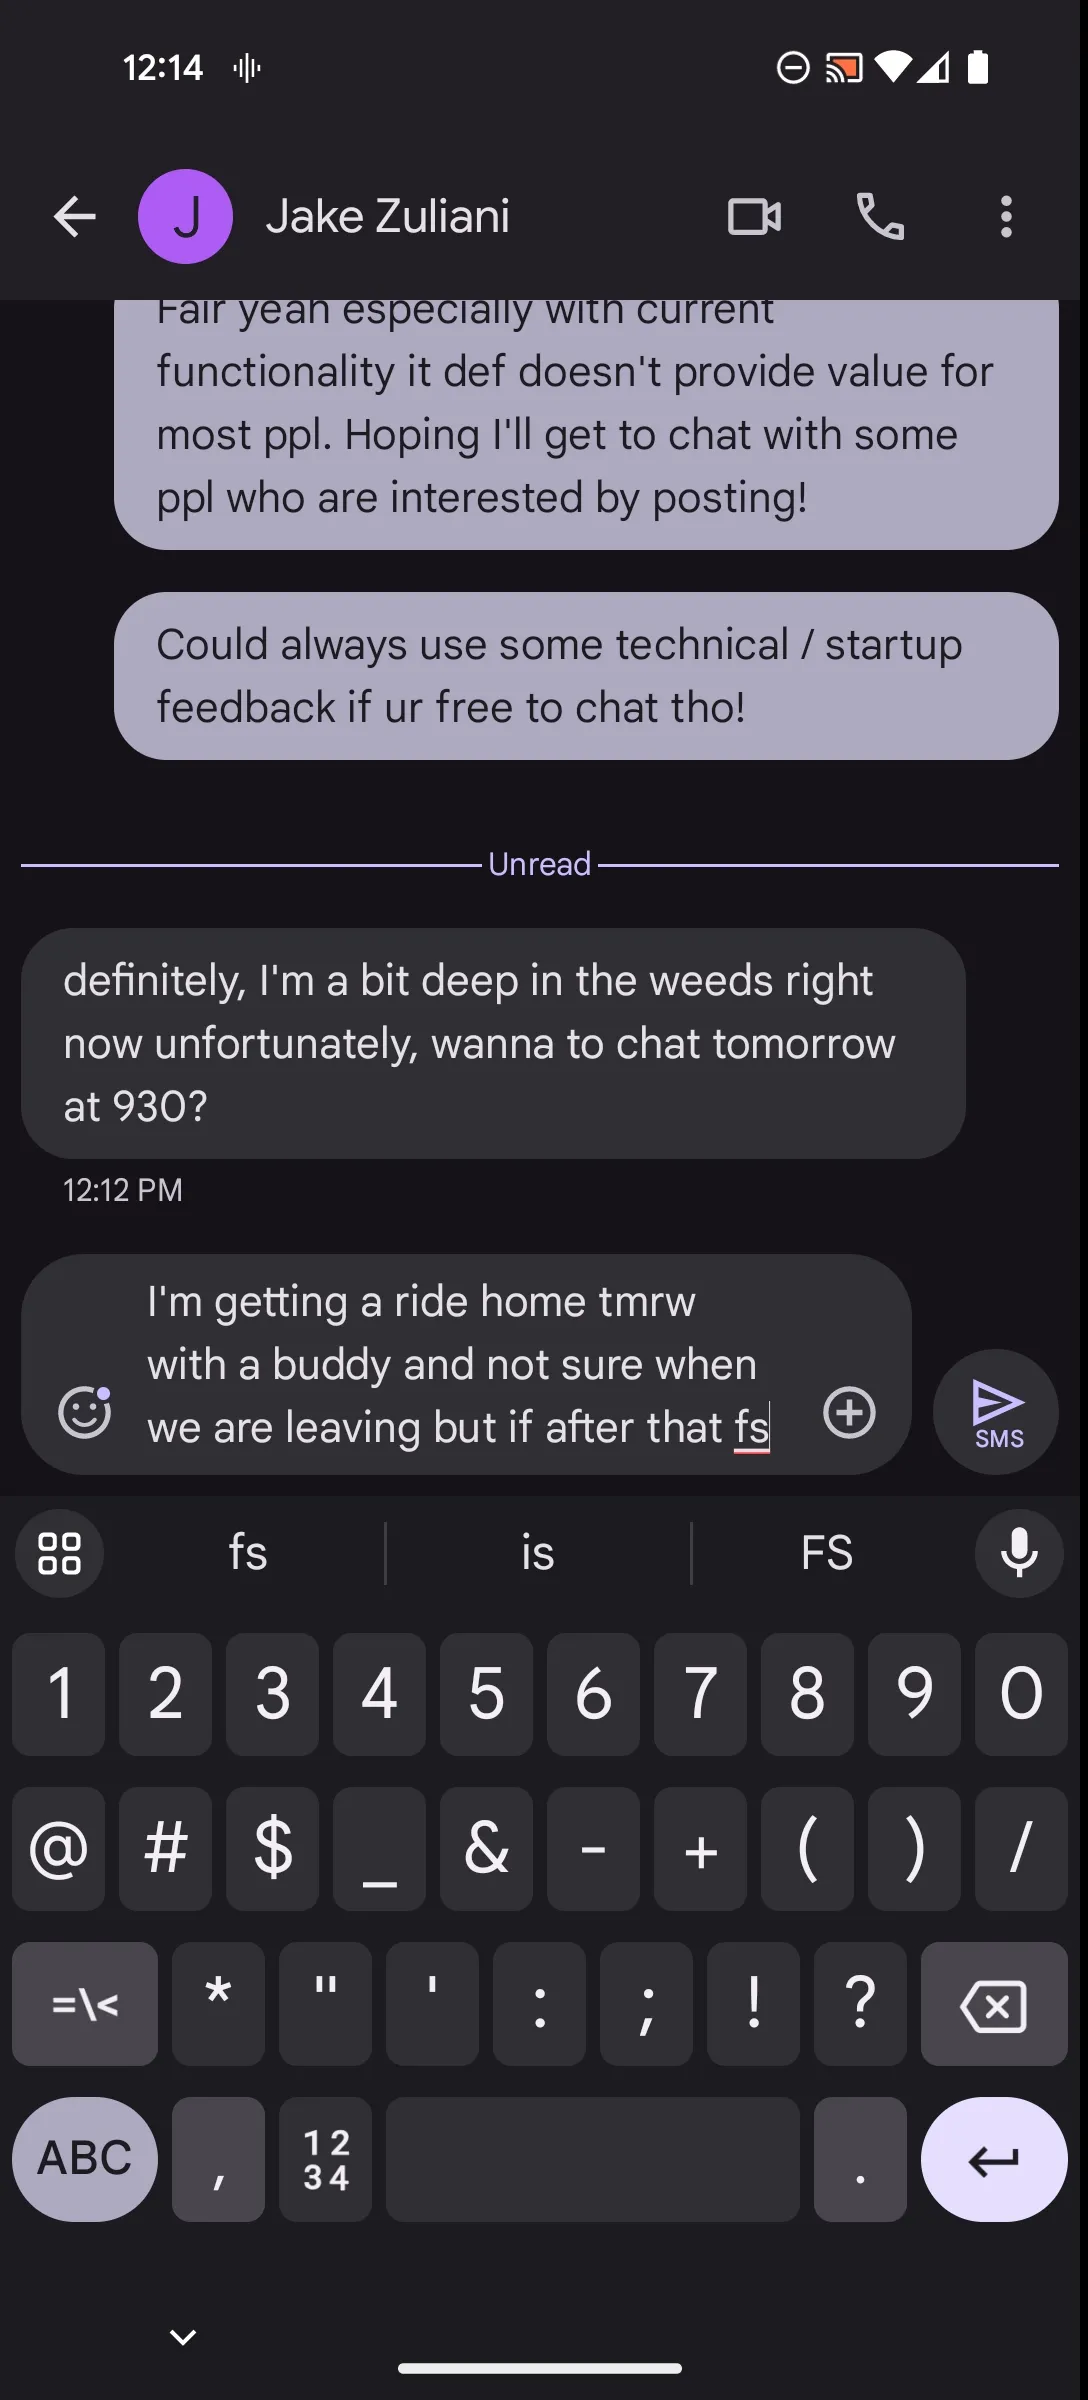 12:14
J
Jake Zuliani
Fair yeah especially with current
functionality it def doesn't provide value for
most ppl. Hoping I'll get to chat with some
ppl who are interested by posting!
Could always use some technical / startup
feedback if ur free to chat tho!
Unread
definitely, I'm a bit deep in the weeds right
now unfortunately, wanna to chat tomorrow
at 930?
12:12 PM
I'm getting a ride home tmrw
with a buddy and not sure when
we are leaving but if after that fs
SMS
fs is FS
1 2 3 4 5 6 7 8 9 0
@ # $ _ & - + ( ) /
=\< * " ' : ; ! ?
ABC , 12 .
34